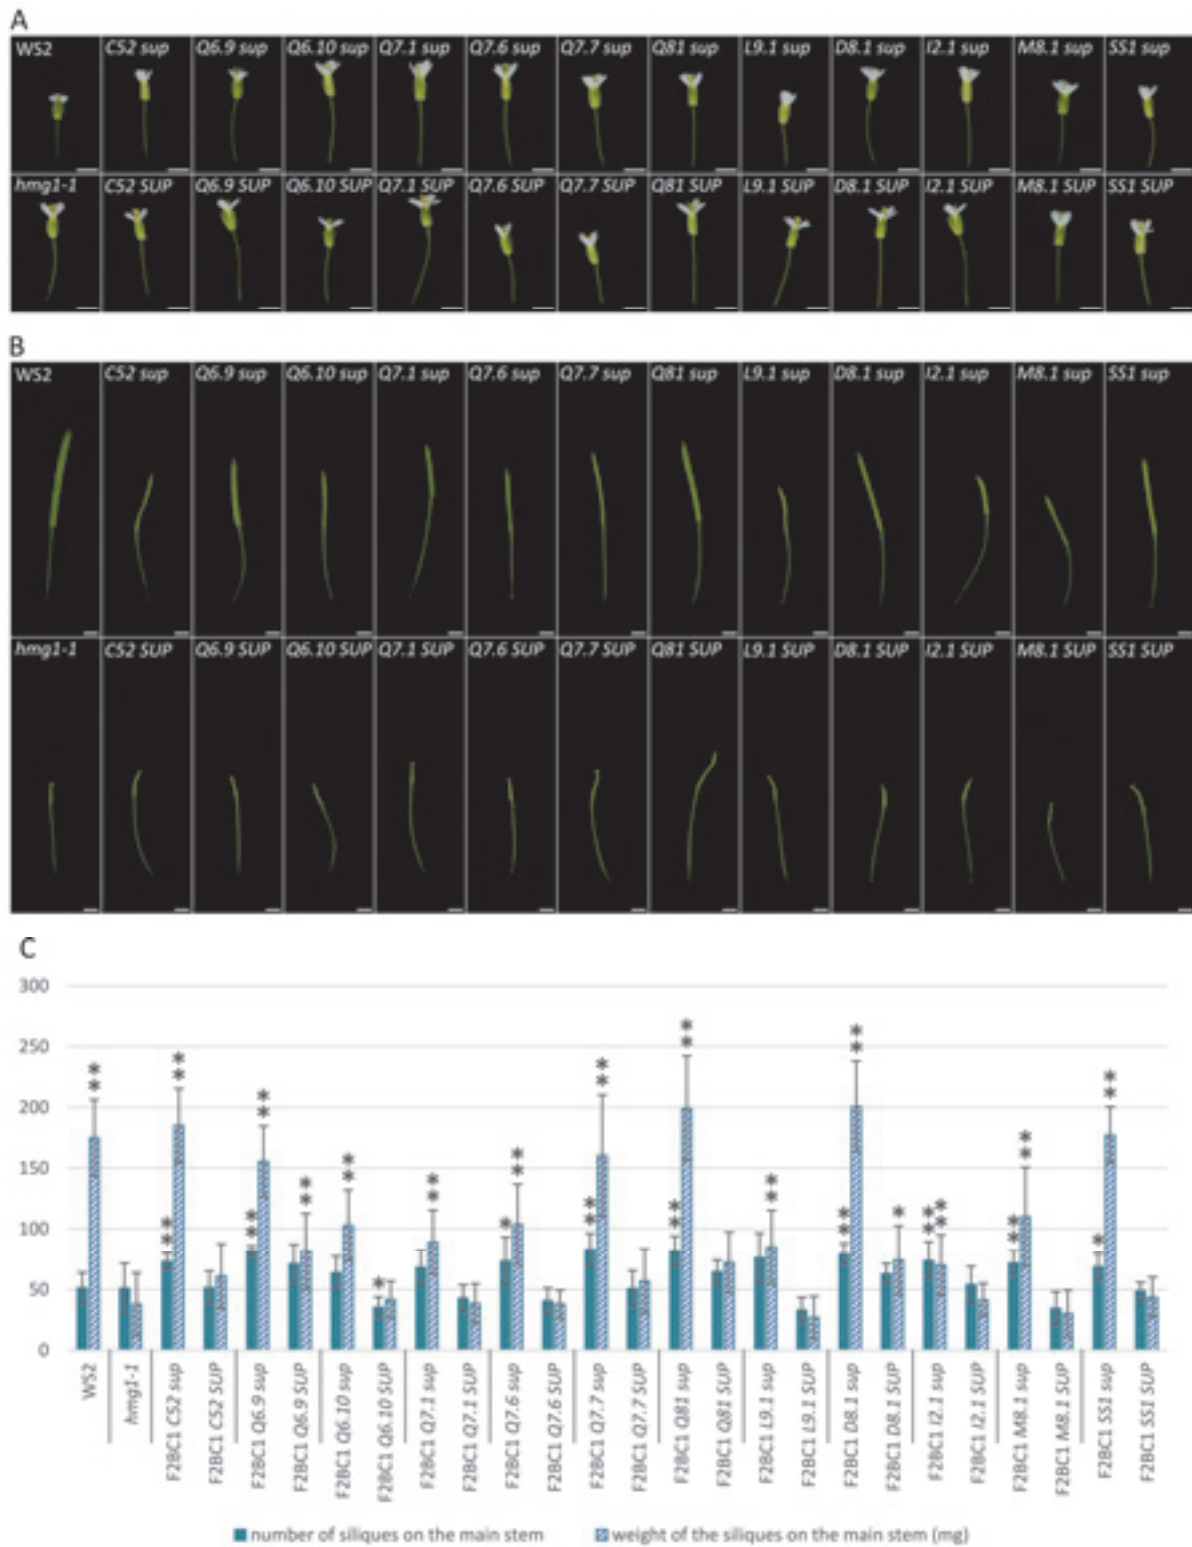 A
WS2 C52 sup Q6.9 sup Q6.10 sup Q7.1 sup Q7.6 sup Q7.7 sup Q81 sup L9.1 sup D8.1 sup I2.1 sup M8.1 sup SS1 sup
hmg1-1 C52 SUP Q6.9 SUP Q6.10 SUP Q7.1 SUP Q7.6 SUP Q7.7 SUP Q81 SUP L9.1 SUP D8.1 SUP I2.1 SUP M8.1 SUP SS1 SUP
B
WS2 C52 sup Q6.9 sup Q6.10 sup Q7.1 sup Q7.6 sup Q7.7 sup Q81 sup L9.1 sup D8.1 sup I2.1 sup M8.1 sup SS1 sup
hmg1-1 C52 SUP Q6.9 SUP Q6.10 SUP Q7.1 SUP Q7.6 SUP Q7.7 SUP Q81 SUP L9.1 SUP D8.1 SUP I2.1 SUP M8.1 SUP SS1 SUP
C
300
250
200
150
100
50
0
WS2
hmg1-1
F2BC1 C52 sup
F2BC1 C52 SUP
F2BC1 Q6.9 sup
F2BC1 Q6.9 SUP
F2BC1 Q6.10 sup
F2BC1 Q6.10 SUP
F2BC1 Q7.1 sup
F2BC1 Q7.1 SUP
F2BC1 Q7.6 sup
F2BC1 Q7.6 SUP
F2BC1 Q7.7 sup
F2BC1 Q7.7 SUP
F2BC1 Q81 sup
F2BC1 Q81 SUP
F2BC1 L9.1 sup
F2BC1 L9.1 SUP
F2BC1 D8.1 sup
F2BC1 D8.1 SUP
F2BC1 I2.1 sup
F2BC1 I2.1 SUP
F2BC1 M8.1 sup
F2BC1 M8.1 SUP
F2BC1 SS1 sup
F2BC1 SS1 SUP
number of siliques on the main stem weight of the siliques on the main stem (mg)